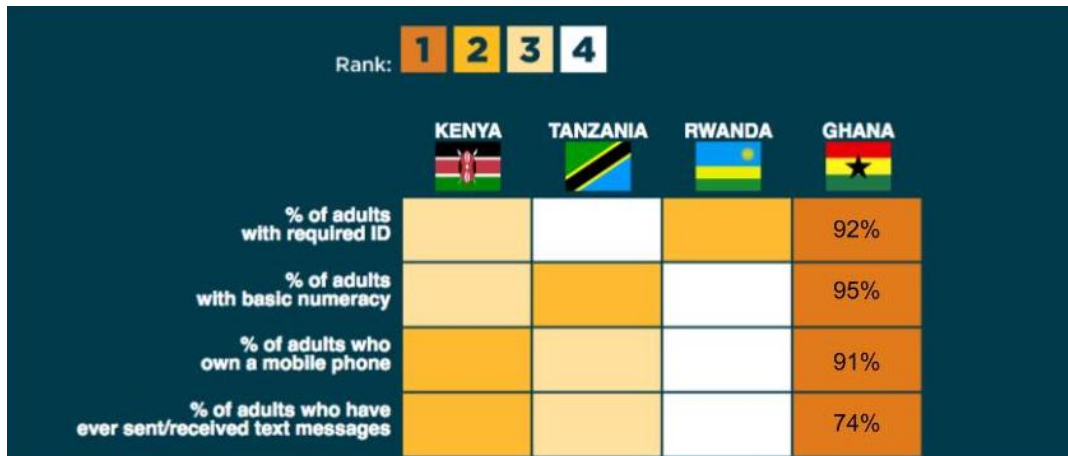 Rank: 1 2 3 4
KENYA TANZANIA RWANDA GHANA
% of adults
with required ID
92%
% of adults
with basic numeracy
95%
% of adults who
own a mobile phone
91%
% of adults who have
ever sent/received text messages
74%